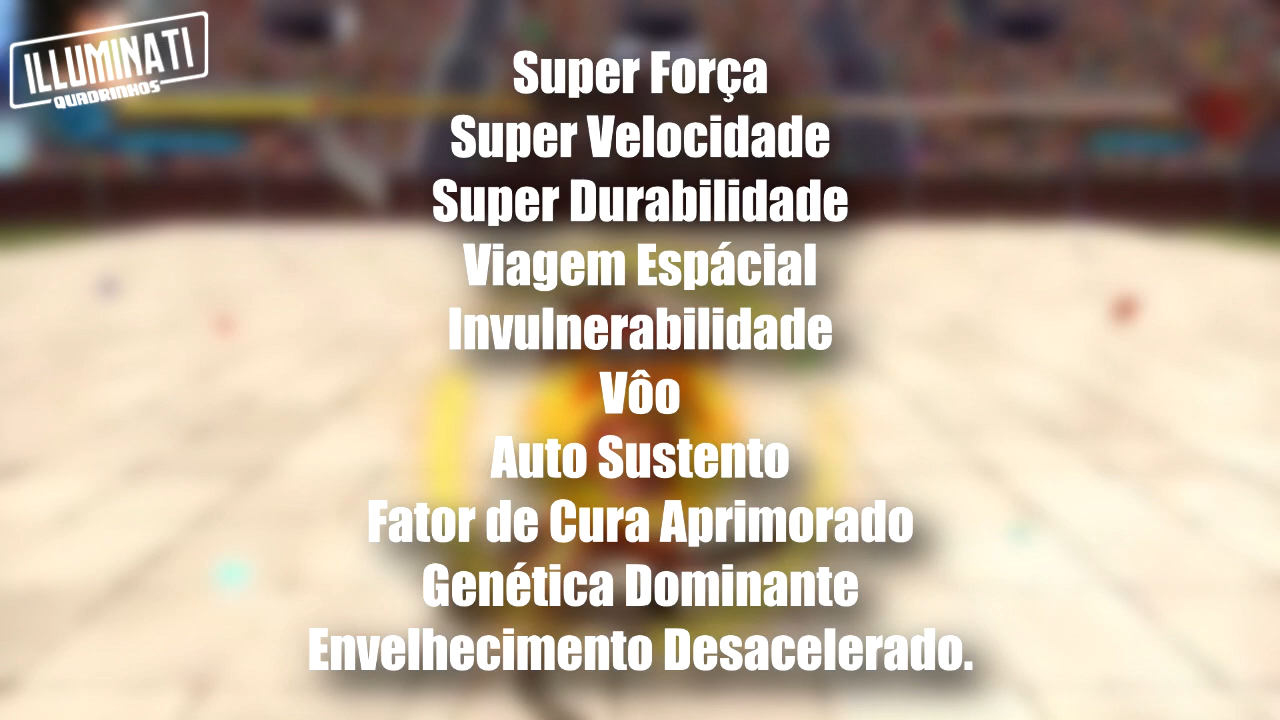 ILLUMINATI
QUADRINHOS
Super Força
Super Velocidade
Super Durabilidade
Viagem Espácial
Invulnerabilidade
Vôo
Auto Sustento
Fator de Cura Aprimorado
Genética Dominante
Envelhecimento Desacelerado.